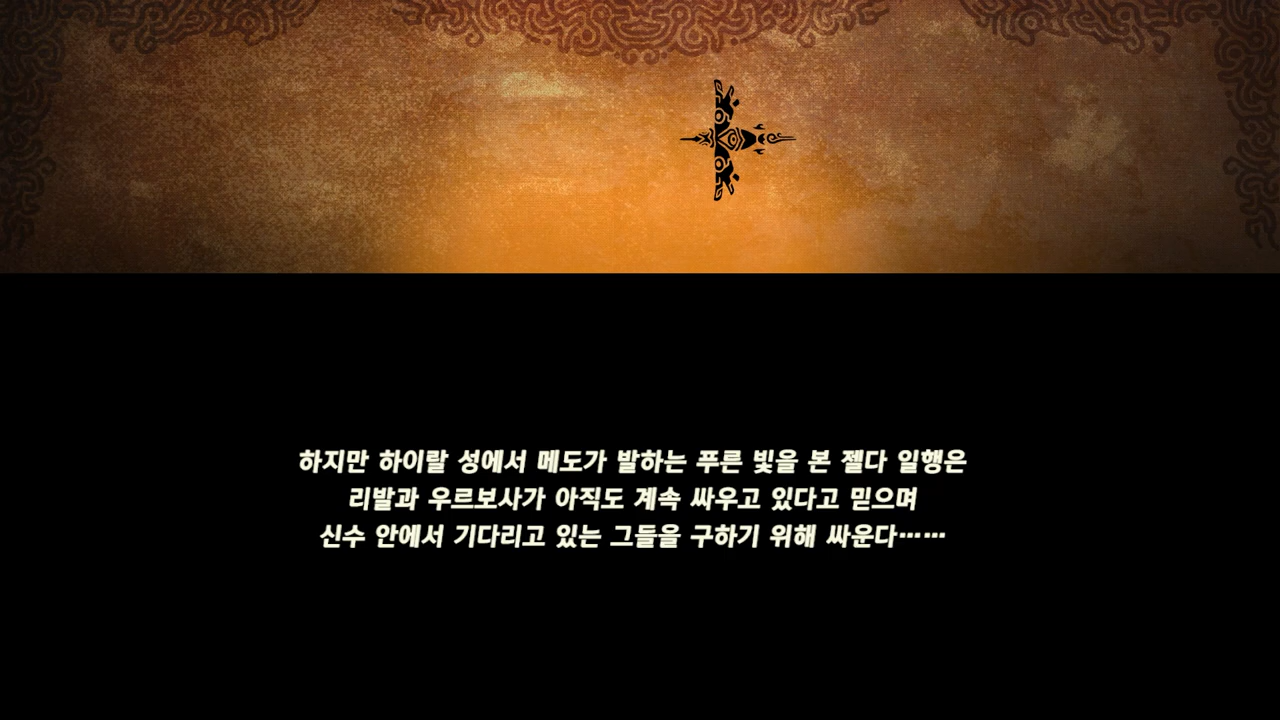 하지만 하이랄 성에서 메도가 발하는 푸른 빛을 본 젤다 일행은
리발과 우르보사가 아직도 계속 싸우고 있다고 믿으며
신수 안에서 기다리고 있는 그들을 구하기 위해 싸운다……